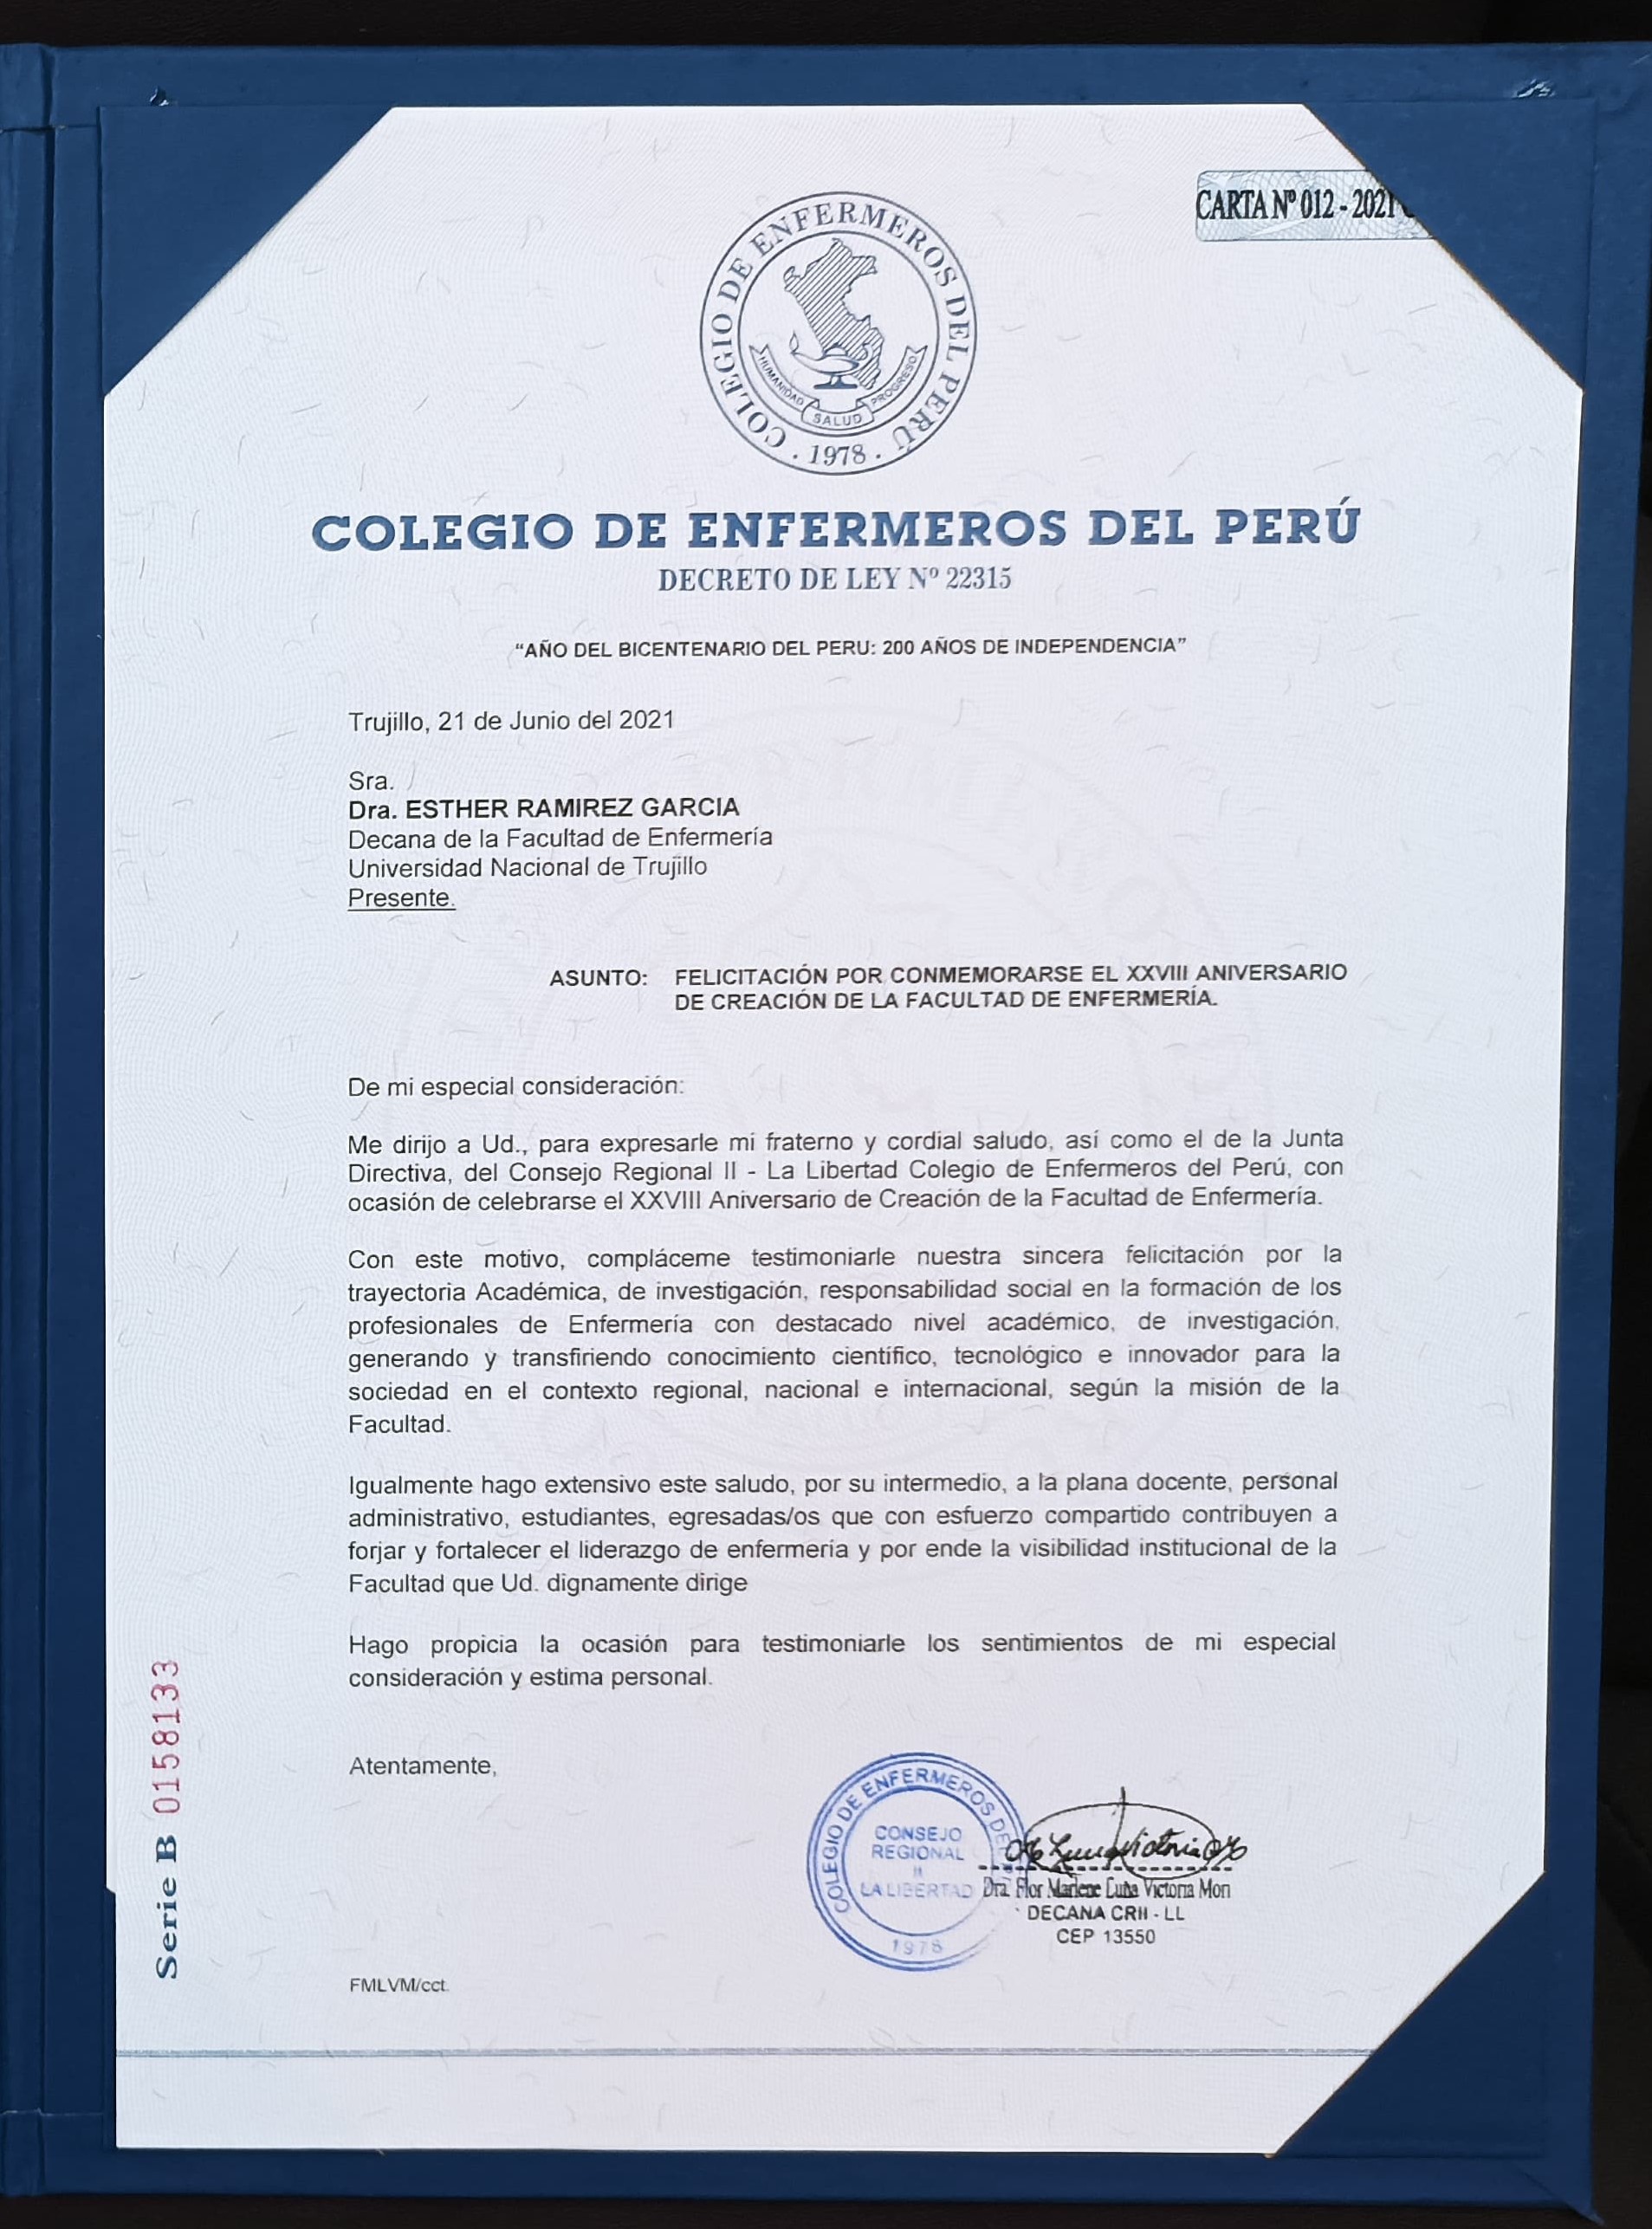 CARTA Nº 012 - 2021
COLEGIO DE ENFERMEROS DEL PERÚ
HUMANIDAD
SALUD
PROGRESO
· 1978 ·
COLEGIO DE ENFERMEROS DEL PERÚ
DECRETO DE LEY Nº 22315
“AÑO DEL BICENTENARIO DEL PERU: 200 AÑOS DE INDEPENDENCIA”
Trujillo, 21 de Junio del 2021
Sra.
Dra. ESTHER RAMIREZ GARCIA
Decana de la Facultad de Enfermería
Universidad Nacional de Trujillo
Presente.
ASUNTO: FELICITACIÓN POR CONMEMORARSE EL XXVIII ANIVERSARIO
DE CREACIÓN DE LA FACULTAD DE ENFERMERÍA.
De mi especial consideración:
Me dirijo a Ud., para expresarle mi fraterno y cordial saludo, así como el de la Junta
Directiva, del Consejo Regional II - La Libertad Colegio de Enfermeros del Perú, con
ocasión de celebrarse el XXVIII Aniversario de Creación de la Facultad de Enfermería.
Con este motivo, compláceme testimoniarle nuestra sincera felicitación por la
trayectoria Académica, de investigación, responsabilidad social en la formación de los
profesionales de Enfermería con destacado nivel académico, de investigación,
generando y transfiriendo conocimiento científico, tecnológico e innovador para la
sociedad en el contexto regional, nacional e internacional, según la misión de la
Facultad.
Igualmente hago extensivo este saludo, por su intermedio, a la plana docente, personal
administrativo, estudiantes, egresadas/os que con esfuerzo compartido contribuyen a
forjar y fortalecer el liderazgo de enfermería y por ende la visibilidad institucional de la
Facultad que Ud. dignamente dirige
Hago propicia la ocasión para testimoniarle los sentimientos de mi especial
consideración y estima personal.
Atentamente,
COLEGIO DE ENFERMEROS DEL
CONSEJO
REGIONAL
II
LA LIBERTAD
1978
Dra. Flor Marlene Luna Victoria Mori
DECANA CRII - LL
CEP 13550
FMLVM/cct.
Serie B 0158133